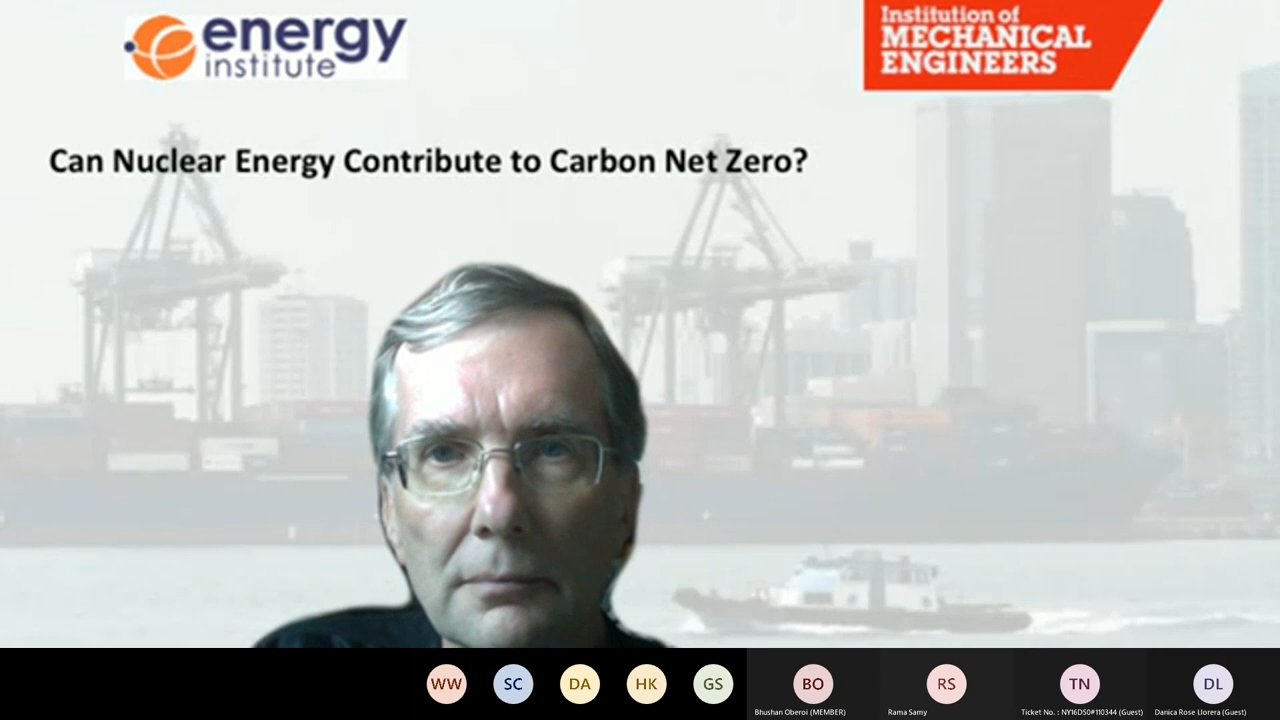 energy
institute
Institution of
MECHANICAL
ENGINEERS
Can Nuclear Energy Contribute to Carbon Net Zero?
WW
SC
DA
HK
GS
BO
RS
TN
DL
Bhushan Oberoi (MEMBER)
Rama Samy
Ticket No. : NY16D50#110344 (Guest)
Danica Rose Llorera (Guest)